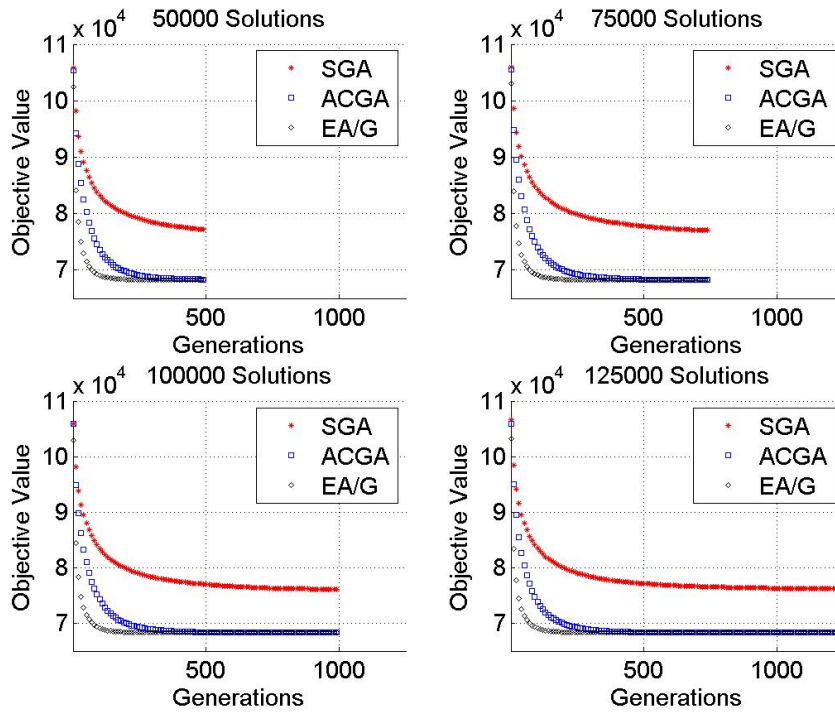 50000 Solutions
x 10^4
11
10
9
8
7
Objective Value
500
1000
Generations
SGA
ACGA
EA/G
75000 Solutions
x 10^4
11
10
9
8
7
Objective Value
500
1000
Generations
SGA
ACGA
EA/G
100000 Solutions
x 10^4
11
10
9
8
7
Objective Value
500
1000
Generations
SGA
ACGA
EA/G
125000 Solutions
x 10^4
11
10
9
8
7
Objective Value
500
1000
Generations
SGA
ACGA
EA/G